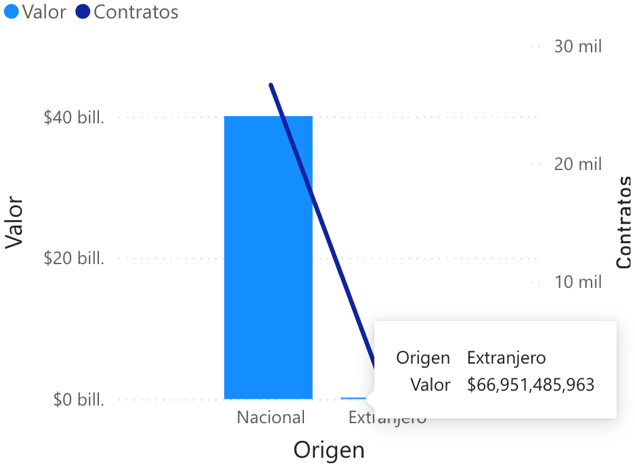 Valor Contratos
30 mil
$40 bill.
20 mil
Valor
Contratos
$20 bill.
10 mil
Origen Extranjero
Valor $66,951,485,963
$0 bill.
Nacional Extranjero
Origen